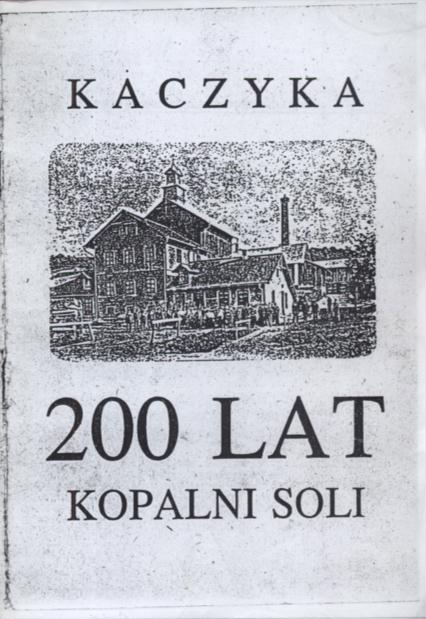 KACZYKA
200 LAT
KOPALNI SOLI